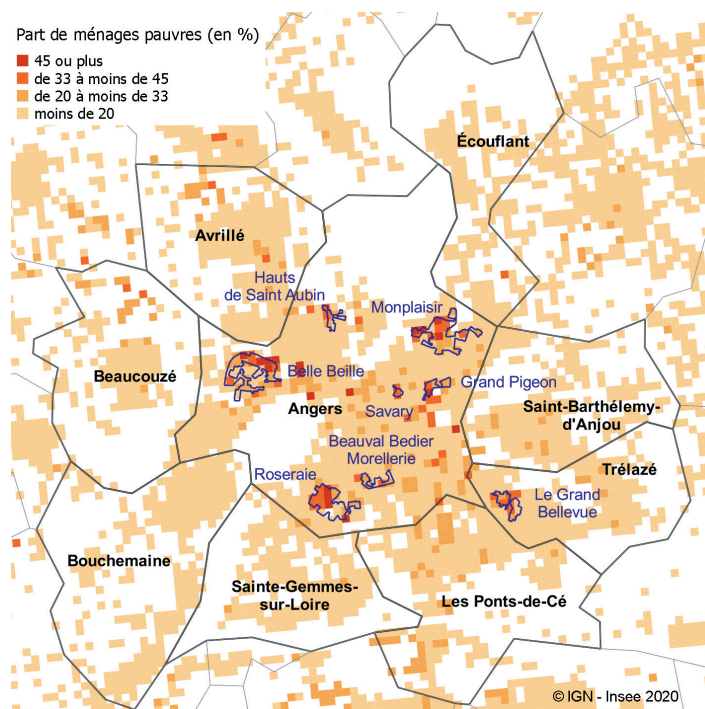 Part de ménages pauvres (en %)
45 ou plus
de 33 à moins de 45
de 20 à moins de 33
moins de 20
Écouflant
Avrillé
Hauts
de Saint Aubin
Monplaisir
Beaucouzé
Belle Beille
Grand Pigeon
Angers
Savary
Saint-Barthélemy-
d'Anjou
Beauval Bedier
Morellerie
Roseraie
Trélazé
Le Grand
Bellevue
Bouchemaine
Sainte-Gemmes-
sur-Loire
Les Ponts-de-Cé
© IGN - Insee 2020